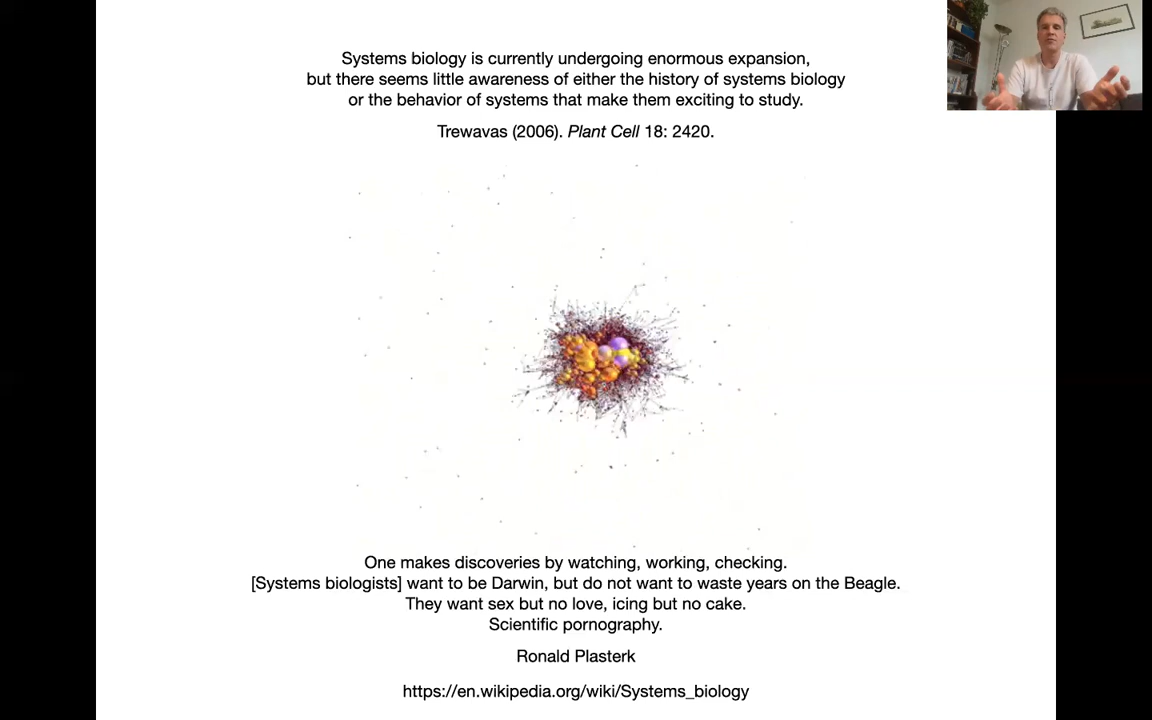 Systems biology is currently undergoing enormous expansion,
but there seems little awareness of either the history of systems biology
or the behavior of systems that make them exciting to study.
Trewavas (2006). Plant Cell 18: 2420.
One makes discoveries by watching, working, checking.
[Systems biologists] want to be Darwin, but do not want to waste years on the Beagle.
They want sex but no love, icing but no cake.
Scientific pornography.
Ronald Plasterk
https://en.wikipedia.org/wiki/Systems_biology